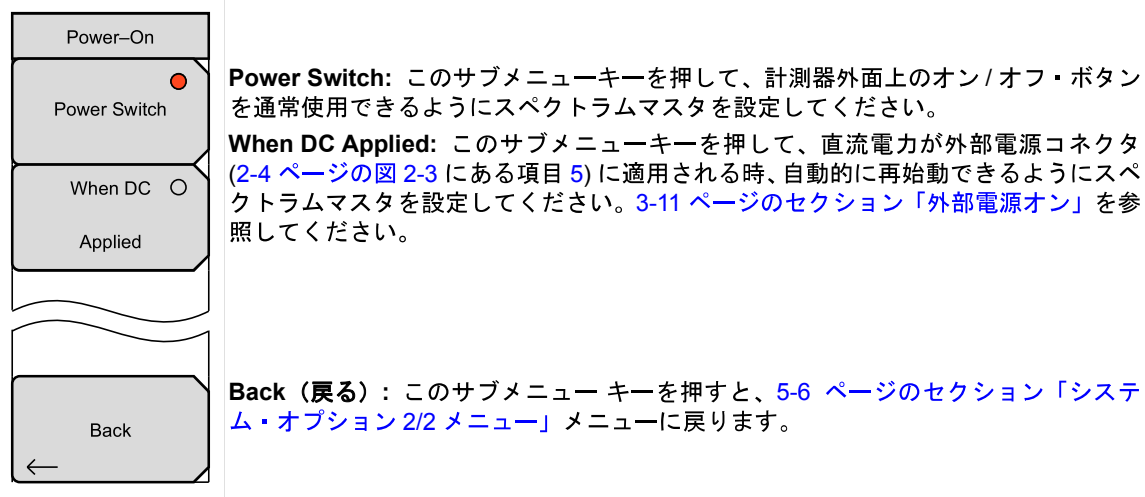 Power–On
Power Switch
When DC
Applied
Back
Power Switch: このサブメニューキーを押して、計測器外面上のオン / オフ・ボタン
を通常使用できるようにスペクトラムマスタを設定してください。
When DC Applied: このサブメニューキーを押して、直流電力が外部電源コネクタ
(2-4 ページの図 2-3 にある項目 5) に適用される時、自動的に再始動できるようにスペ
クトラムマスタを設定してください。3-11 ページのセクション「外部電源オン」を参
照してください。
Back（戻る）: このサブメニュー キーを押すと、5-6 ページのセクション「システ
ム・オプション 2/2 メニュー」メニューに戻ります。